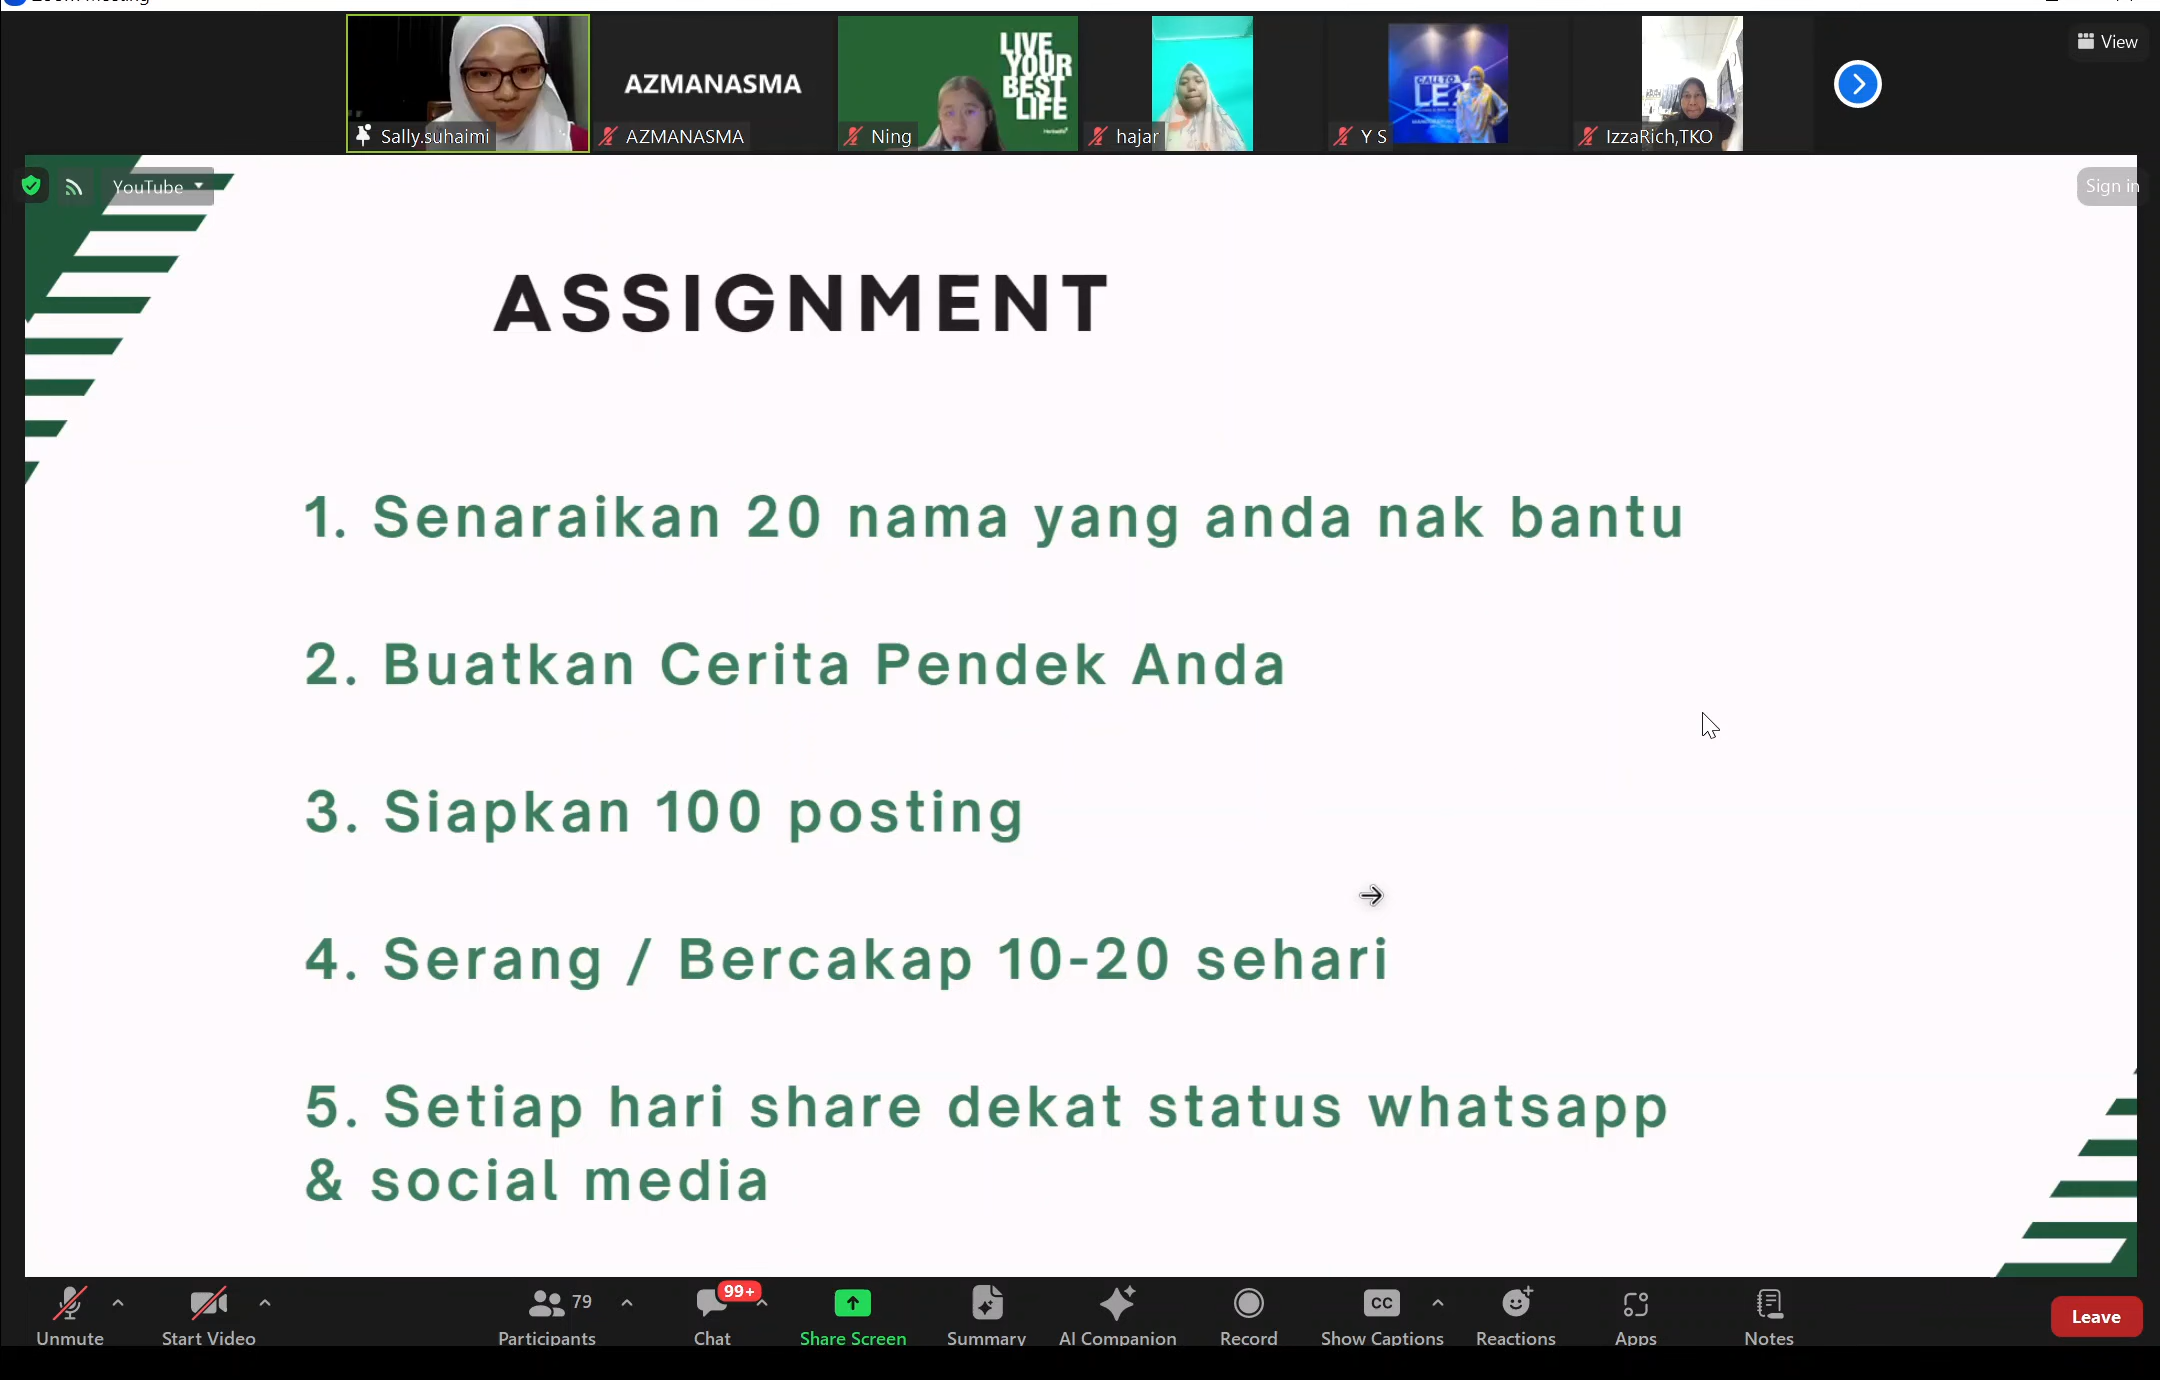 View
AZMANASMA
LIVE
YOUR
BEST
LIFE
Sally.suhaimi
AZMANASMA
Ning
hajar
Y S
IzzaRich,TKO
YouTube
Sign in
ASSIGNMENT
1. Senaraikan 20 nama yang anda nak bantu
2. Buatkan Cerita Pendek Anda
3. Siapkan 100 posting
4. Serang / Bercakap 10-20 sehari
5. Setiap hari share dekat status whatsapp
& social media
79
99+
CC
Unmute
Start Video
Participants
Chat
Share Screen
Summary
AI Companion
Record
Show Captions
Reactions
Apps
Notes
Leave